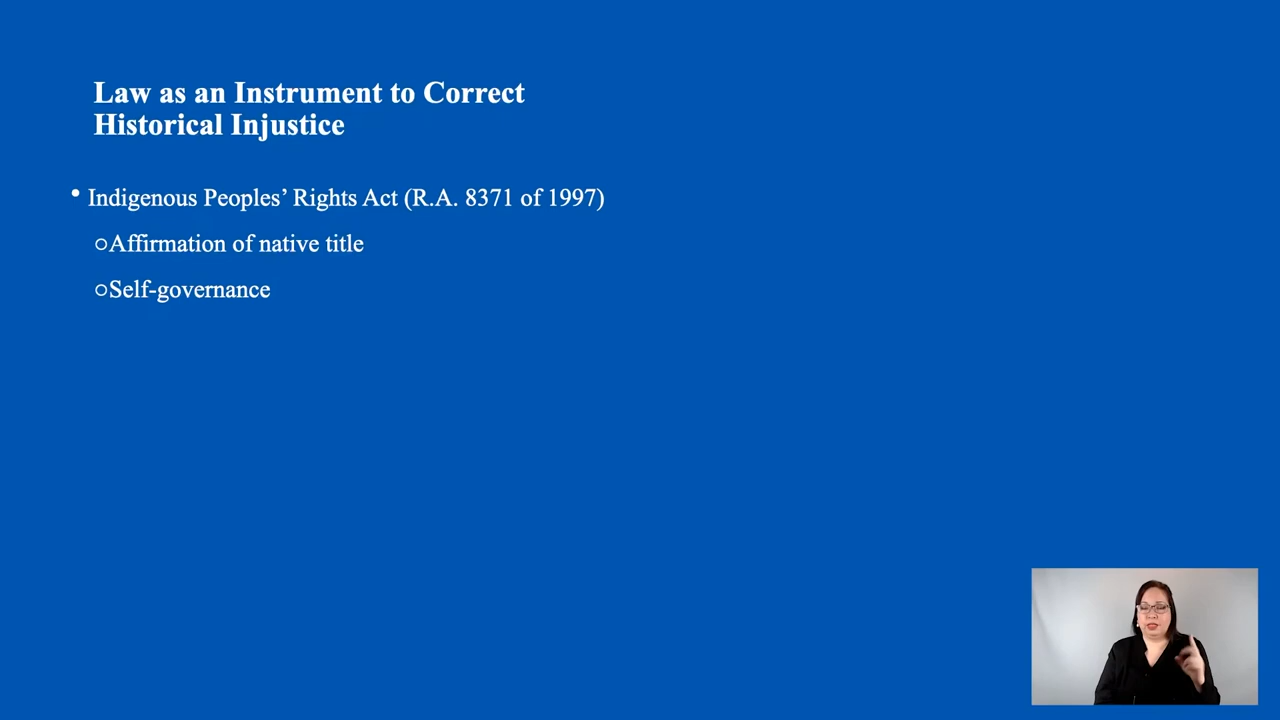 Law as an Instrument to Correct
Historical Injustice
• Indigenous Peoples’ Rights Act (R.A. 8371 of 1997)
○Affirmation of native title
○Self-governance